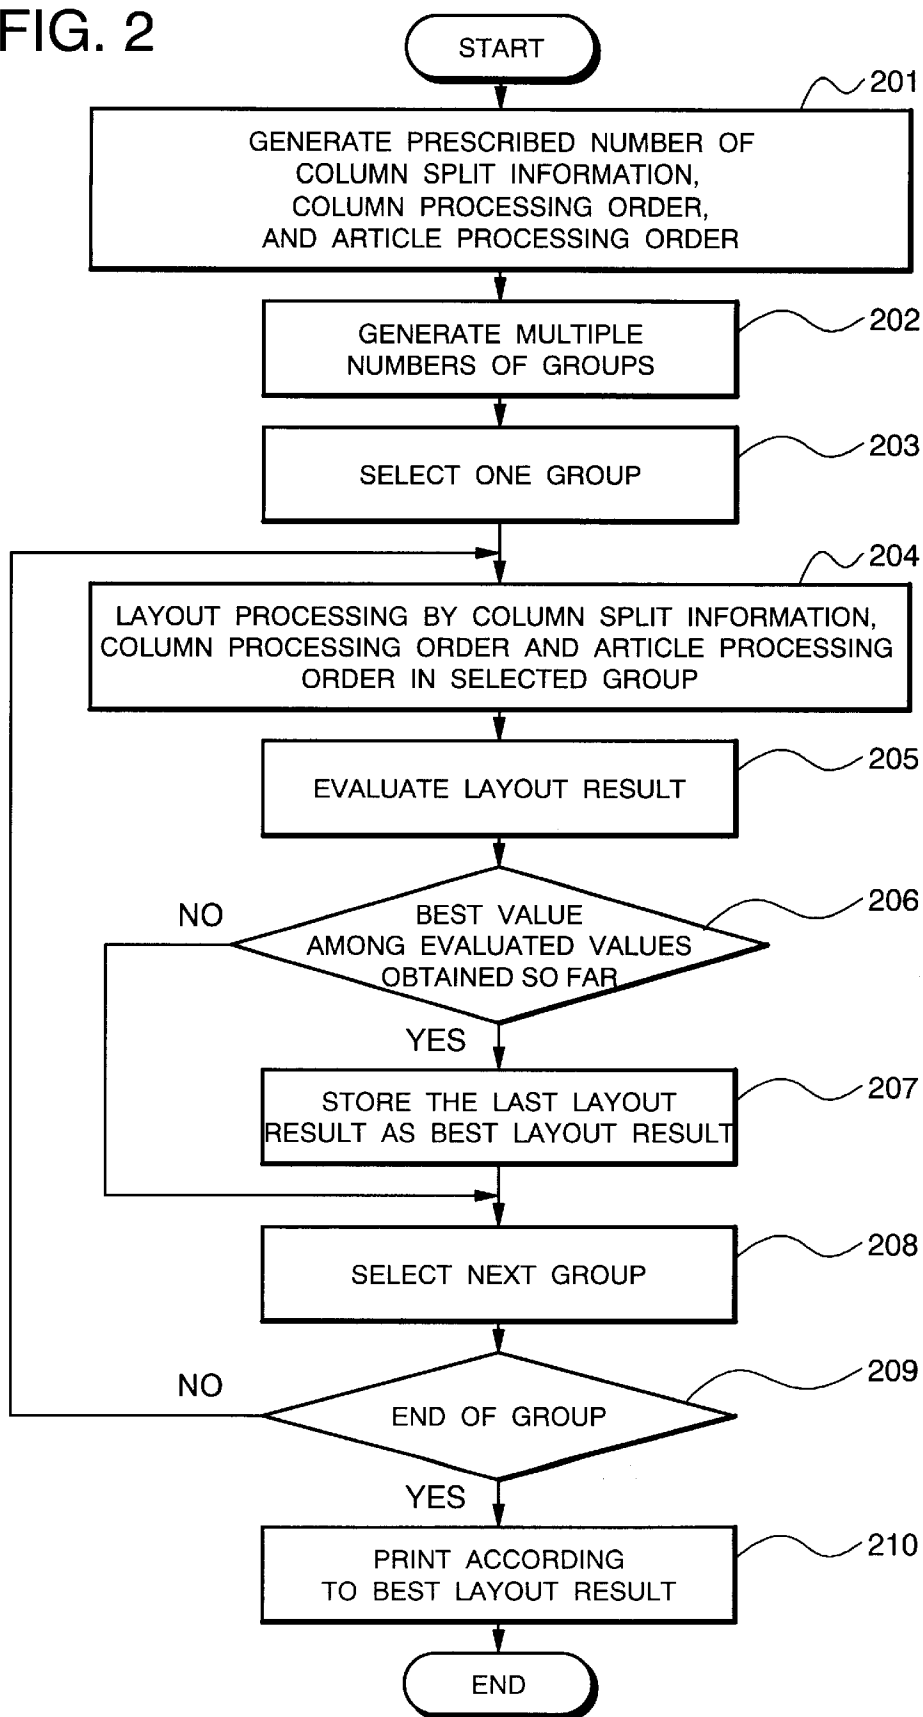 FIG. 2
START
201
GENERATE PRESCRIBED NUMBER OF
COLUMN SPLIT INFORMATION,
COLUMN PROCESSING ORDER,
AND ARTICLE PROCESSING ORDER
202
GENERATE MULTIPLE
NUMBERS OF GROUPS
203
SELECT ONE GROUP
204
LAYOUT PROCESSING BY COLUMN SPLIT INFORMATION,
COLUMN PROCESSING ORDER AND ARTICLE PROCESSING
ORDER IN SELECTED GROUP
205
EVALUATE LAYOUT RESULT
206
NO
BEST VALUE
AMONG EVALUATED VALUES
OBTAINED SO FAR
YES
207
STORE THE LAST LAYOUT
RESULT AS BEST LAYOUT RESULT
208
SELECT NEXT GROUP
209
NO
END OF GROUP
YES
210
PRINT ACCORDING
TO BEST LAYOUT RESULT
END